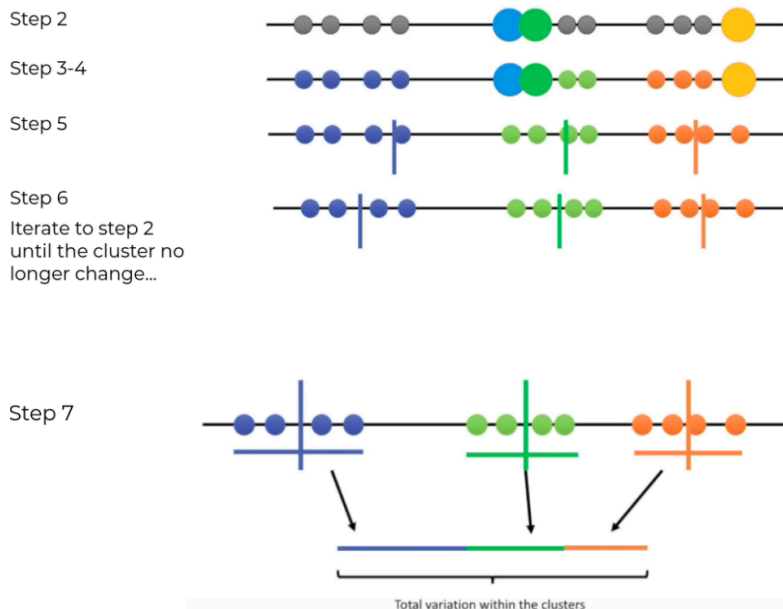 Step 2
Step 3-4
Step 5
Step 6
Iterate to step 2
until the cluster no
longer change...
Step 7
Total variation within the clusters